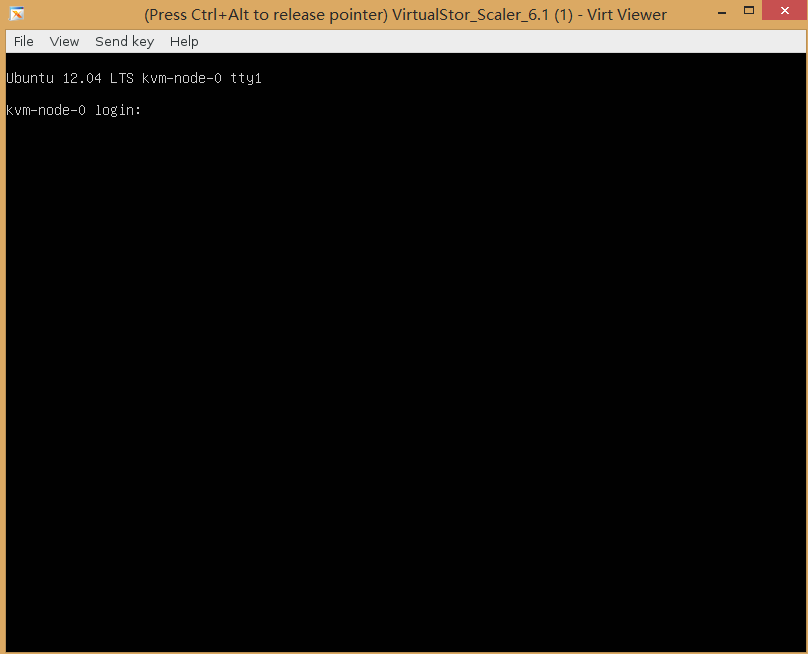 (Press Ctrl+Alt to release pointer) VirtualStor_Scaler_6.1 (1) - Virt Viewer
File View Send key Help
Ubuntu 12.04 LTS kvm-node-0 tty1
kvm-node-0 login: